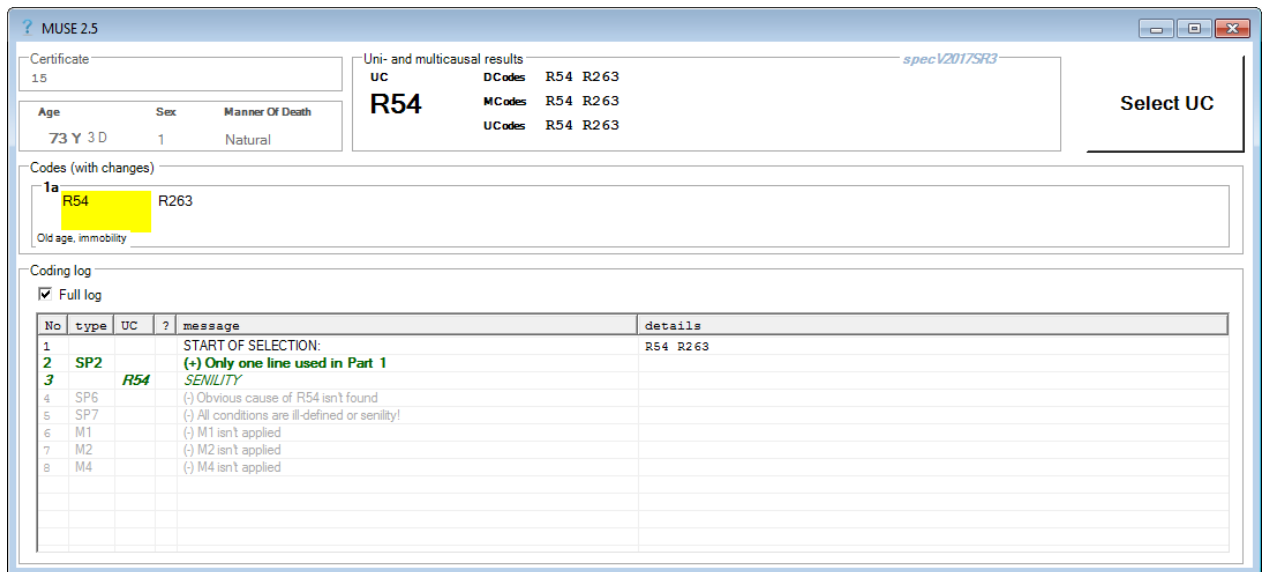 ? MUSE 2.5
Certificate
15
Age Sex Manner Of Death
73 Y 3 D 1 Natural
Uni- and multicausal results specV2017SR3
UC DCodes R54 R263
R54 MCodes R54 R263
UCodes R54 R263
Select UC
Codes (with changes)
1a
R54 R263
Old age, immobility
Coding log
Full log
No type UC ? message details
1 START OF SELECTION: R54 R263
2 SP2 (+) Only one line used in Part 1
3 R54 SENILITY
4 SP6 (-) Obvious cause of R54 isn't found
5 SP7 (-) All conditions are ill-defined or senility!
6 M1 (-) M1 isn't applied
7 M2 (-) M2 isn't applied
8 M4 (-) M4 isn't applied